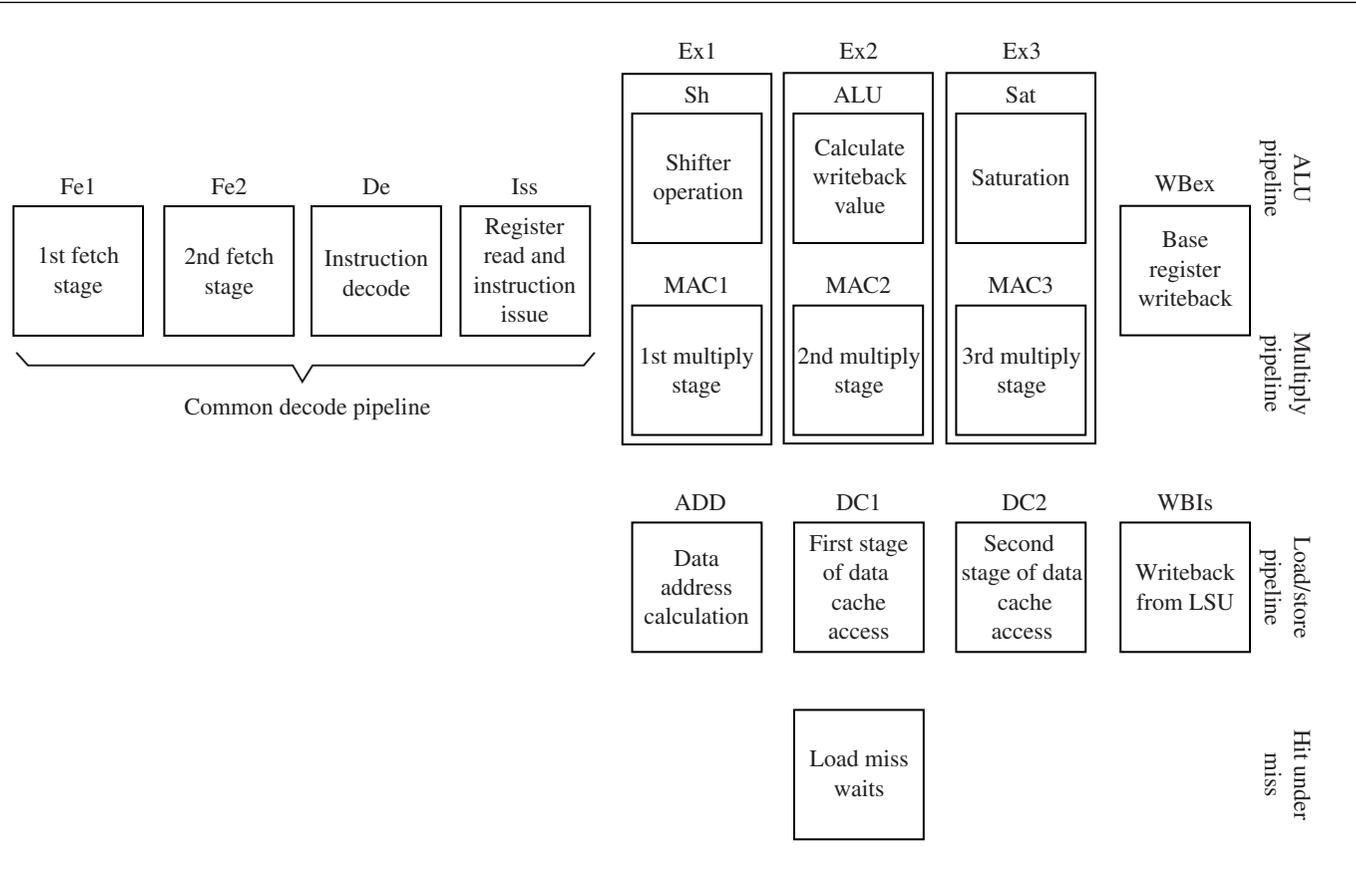 Ex1
Ex2
Ex3
Sh
ALU
Sat
Shifter
operation
Calculate
writeback
value
Saturation
ALU
pipeline
Fe1
Fe2
De
Iss
WBex
1st fetch
stage
2nd fetch
stage
Instruction
decode
Register
read and
instruction
issue
Base
register
writeback
MAC1
MAC2
MAC3
1st multiply
stage
2nd multiply
stage
3rd multiply
stage
Multiply
pipeline
Common decode pipeline
ADD
DC1
DC2
WBIs
Data
address
calculation
First stage
of data
cache
access
Second
stage of data
cache
access
Writeback
from LSU
Load/store
pipeline
Load miss
waits
Hit under
miss